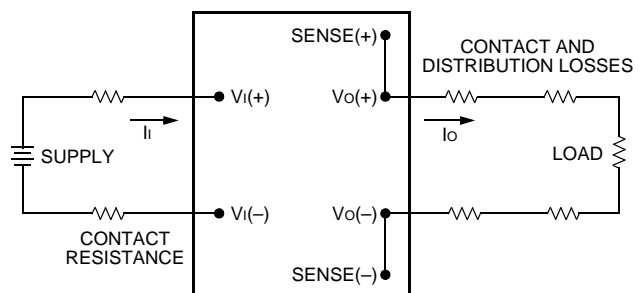 SENSE(+)
CONTACT AND
DISTRIBUTION LOSSES
VI(+)
VO(+)
II
IO
SUPPLY
LOAD
VI(–)
VO(–)
CONTACT
RESISTANCE
SENSE(–)